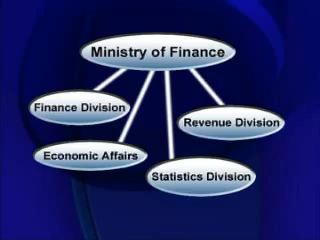 Ministry of Finance
Finance Division
Revenue Division
Economic Affairs
Statistics Division